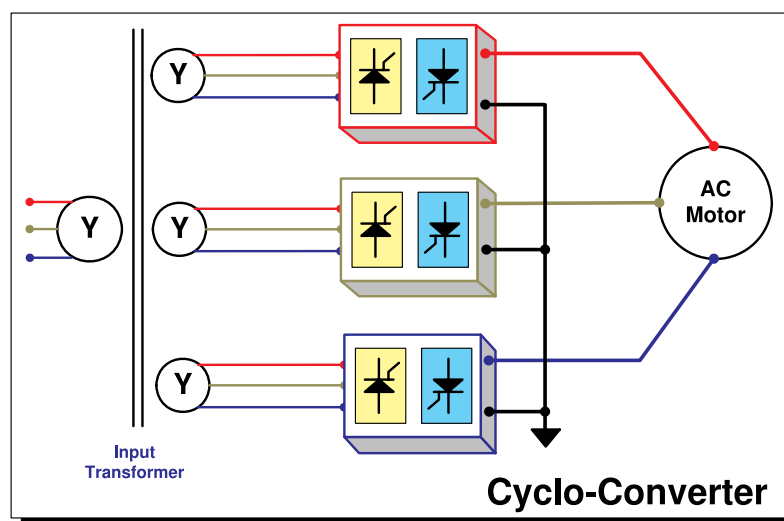 Y
Y
AC
Motor
Y
Y
Input
Transformer
Cyclo-Converter